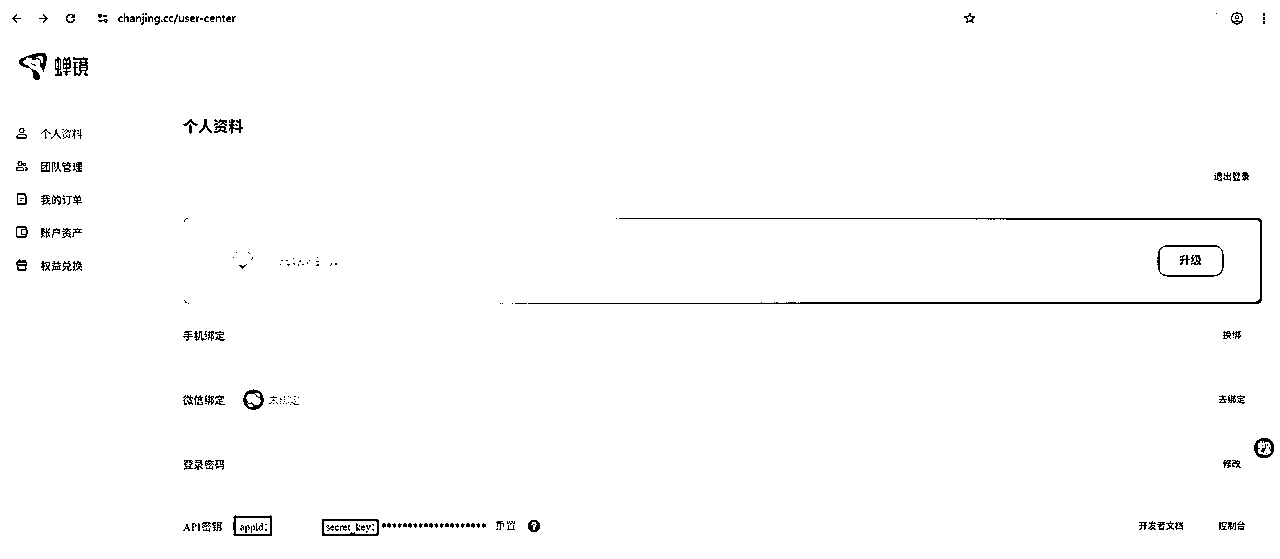 chanjing.cc/user-center
蝉镜
个人资料
团队管理
我的订单
账户资产
权益兑换
个人资料
退出登录
升级
手机绑定 换绑
微信绑定 未绑定 去绑定
登录密码 修改
API密钥 appId: secret_key:•••••••••••••••••••• 重置 ? 开发者文档 控制台